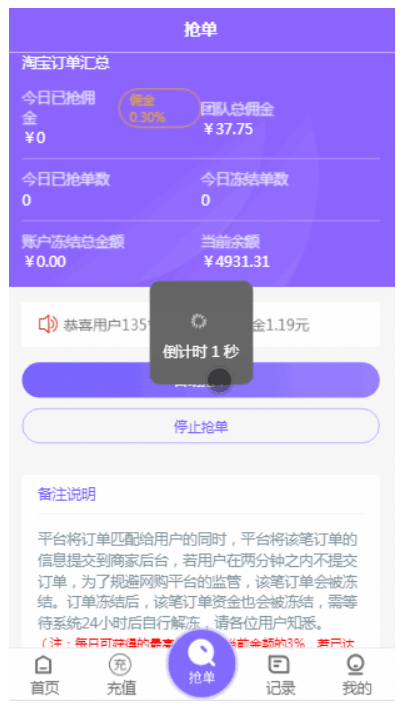 抢单
淘宝订单汇总
今日已抢佣
金
¥0
佣金
0.30%
团队总佣金
¥37.75
今日已抢单数
0
今日冻结单数
0
账户冻结总金额
¥0.00
当前余额
¥4931.31
恭喜用户135
金1.19元
倒计时 1 秒
停止抢单
备注说明
平台将订单匹配给用户的同时，平台将该笔订单的
信息提交到商家后台，若用户在两分钟之内不提交
订单，为了规避网购平台的监管，该笔订单会被冻
结。订单冻结后，该笔订单资金也会被冻结，需等
待系统24小时后自行解冻，请各位用户知悉。
（注：每日可获得的最高
当前余额的3%，若已达
首页
充
充值
抢单
记录
我的